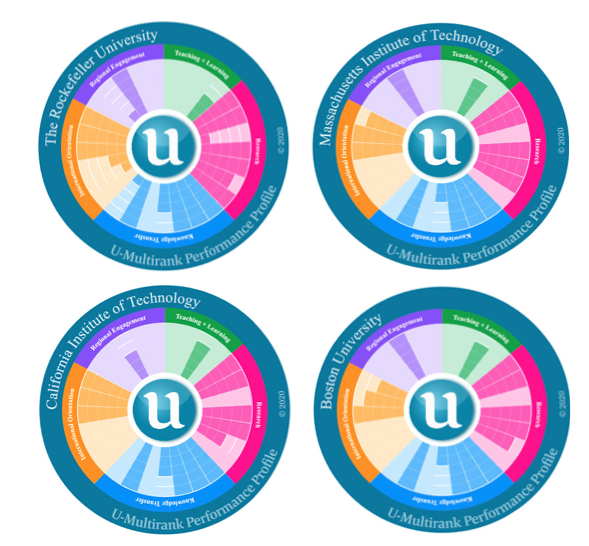 The Rockefeller University
Regional Engagement
Teaching + Learning
Research
Knowledge Transfer
International Orientation
u
© 2020
U-Multirank Performance Profile
Massachusetts Institute of Technology
Regional Engagement
Teaching + Learning
Research
Knowledge Transfer
International Orientation
u
© 2020
U-Multirank Performance Profile
California Institute of Technology
Regional Engagement
Teaching + Learning
Research
Knowledge Transfer
International Orientation
u
© 2020
U-Multirank Performance Profile
Boston University
Regional Engagement
Teaching + Learning
Research
Knowledge Transfer
International Orientation
u
© 2020
U-Multirank Performance Profile